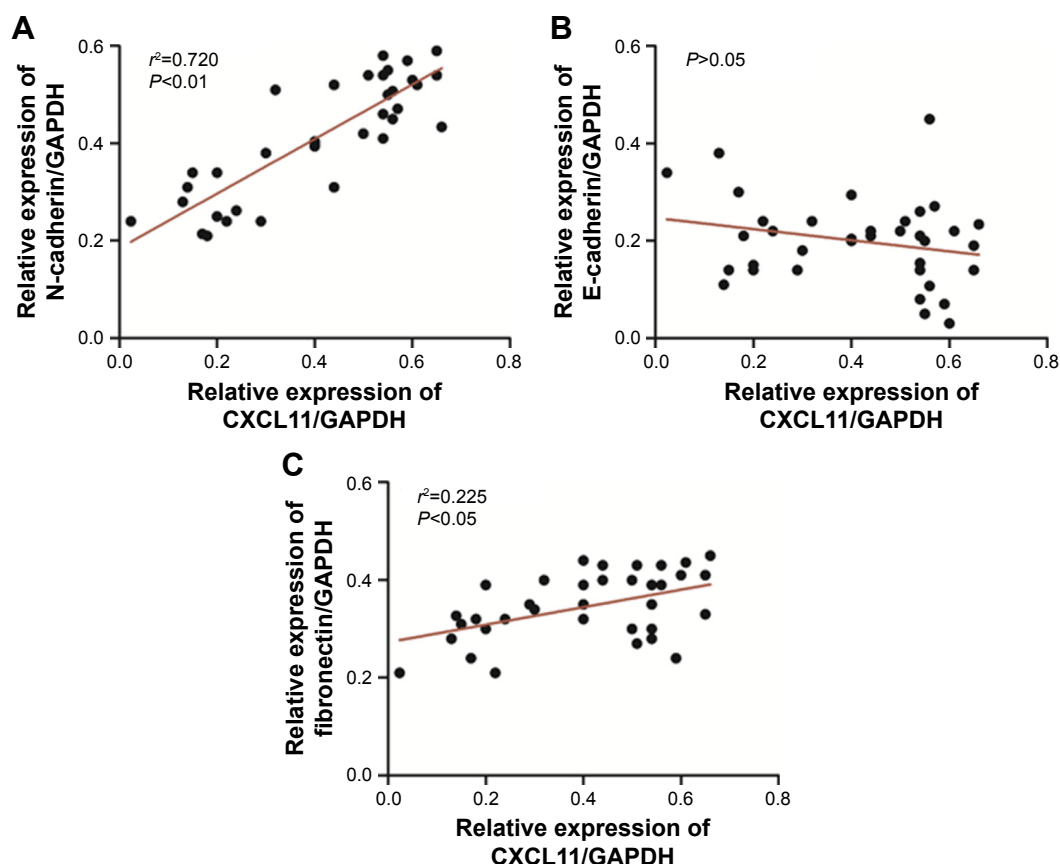 A
Relative expression of
N-cadherin/GAPDH
r²=0.720
P<0.01
0.6
0.4
0.2
0.0
0.0 0.2 0.4 0.6 0.8
Relative expression of
CXCL11/GAPDH
B
Relative expression of
E-cadherin/GAPDH
P>0.05
0.6
0.4
0.2
0.0
0.0 0.2 0.4 0.6 0.8
Relative expression of
CXCL11/GAPDH
C
Relative expression of
fibronectin/GAPDH
r²=0.225
P<0.05
0.6
0.4
0.2
0.0
0.0 0.2 0.4 0.6 0.8
Relative expression of
CXCL11/GAPDH